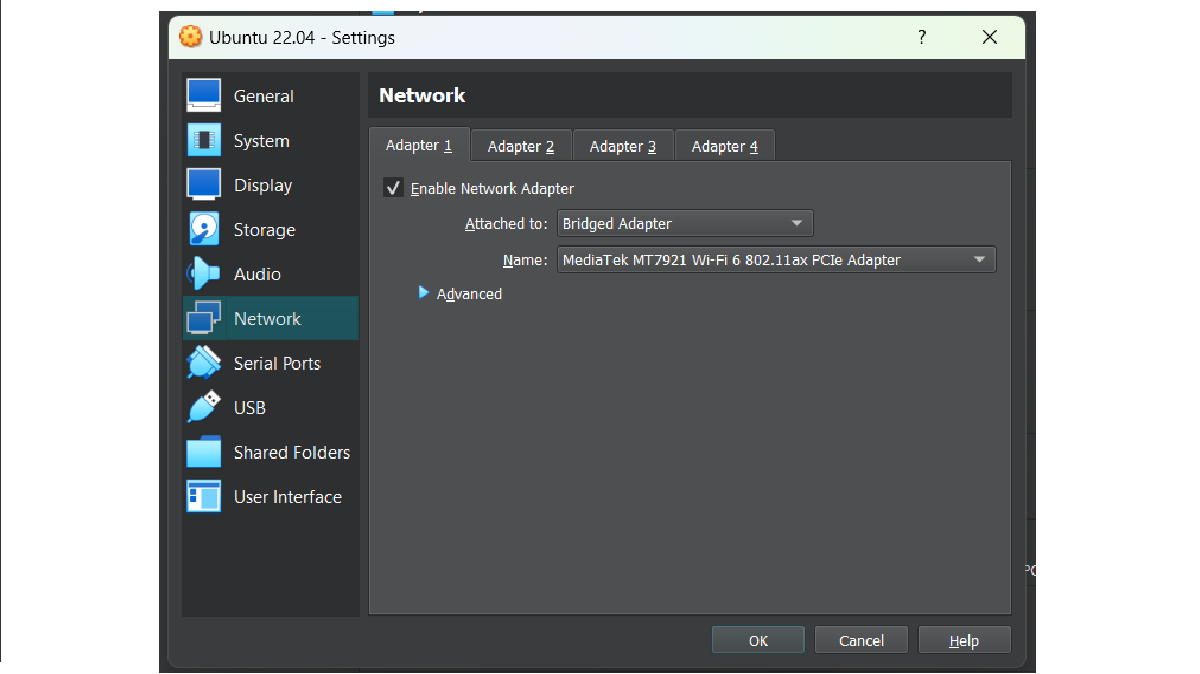 Ubuntu 22.04 - Settings
?
General
System
Display
Storage
Audio
Network
Serial Ports
USB
Shared Folders
User Interface
Network
Adapter 1
Adapter 2
Adapter 3
Adapter 4
Enable Network Adapter
Attached to: Bridged Adapter
Name: MediaTek MT7921 Wi-Fi 6 802.11ax PCIe Adapter
Advanced
OK
Cancel
Help